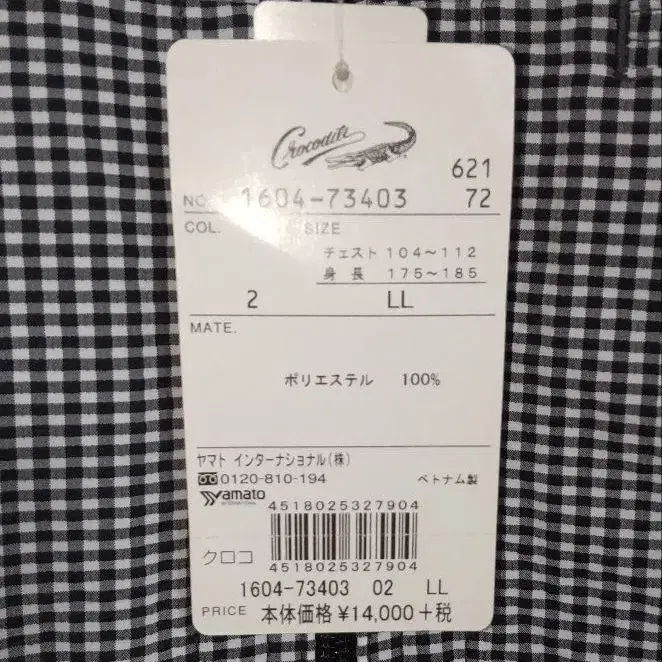 Crocodile
621
NO. 1604-73403 72
COL. SIZE
チェスト 104~112
身長 175~185
2 LL
MATE.
ポリエステル 100%
ヤマト インターナショナル(株)
0120-810-194 ベトナム製
Yamato
INTERNATIONAL
4518025327904
4518025327904
クロコ
1604-73403 02 LL
PRICE 本体価格 ¥14,000+税